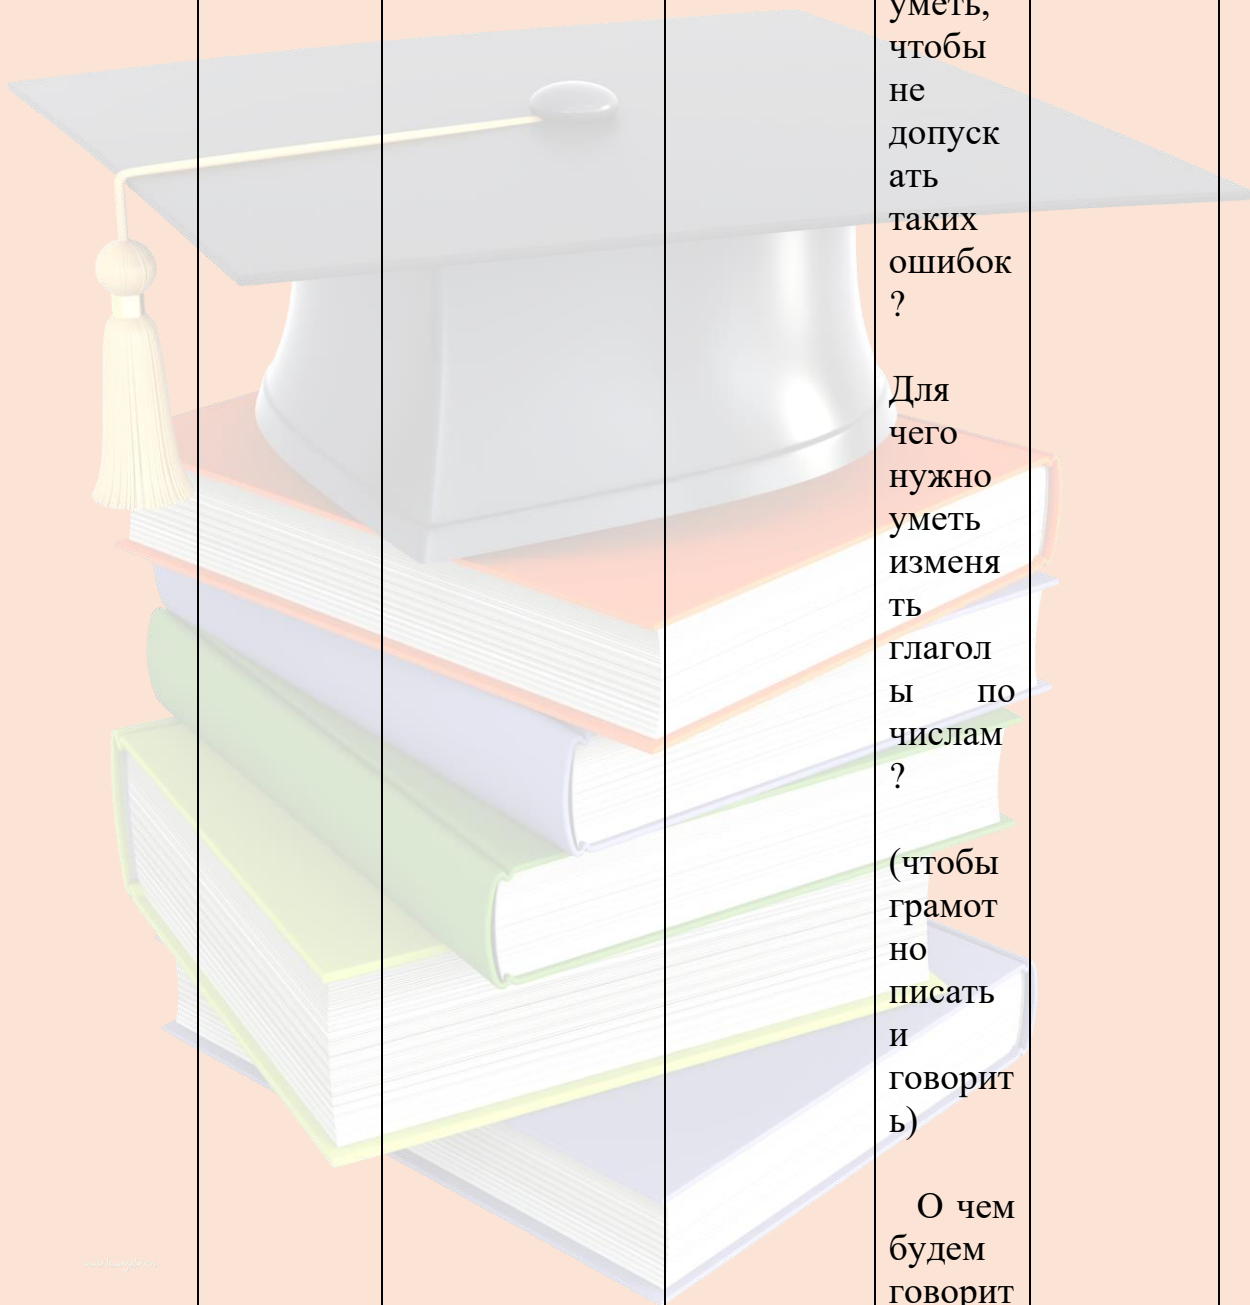 уметь,
чтобы
не
допуск
ать
таких
ошибок
?
Для
чего
нужно
уметь
изменя
ть
глагол
ы по
числам
?
(чтобы
грамот
но
писать
и
говорит
ь)
О чем
будем
говорит